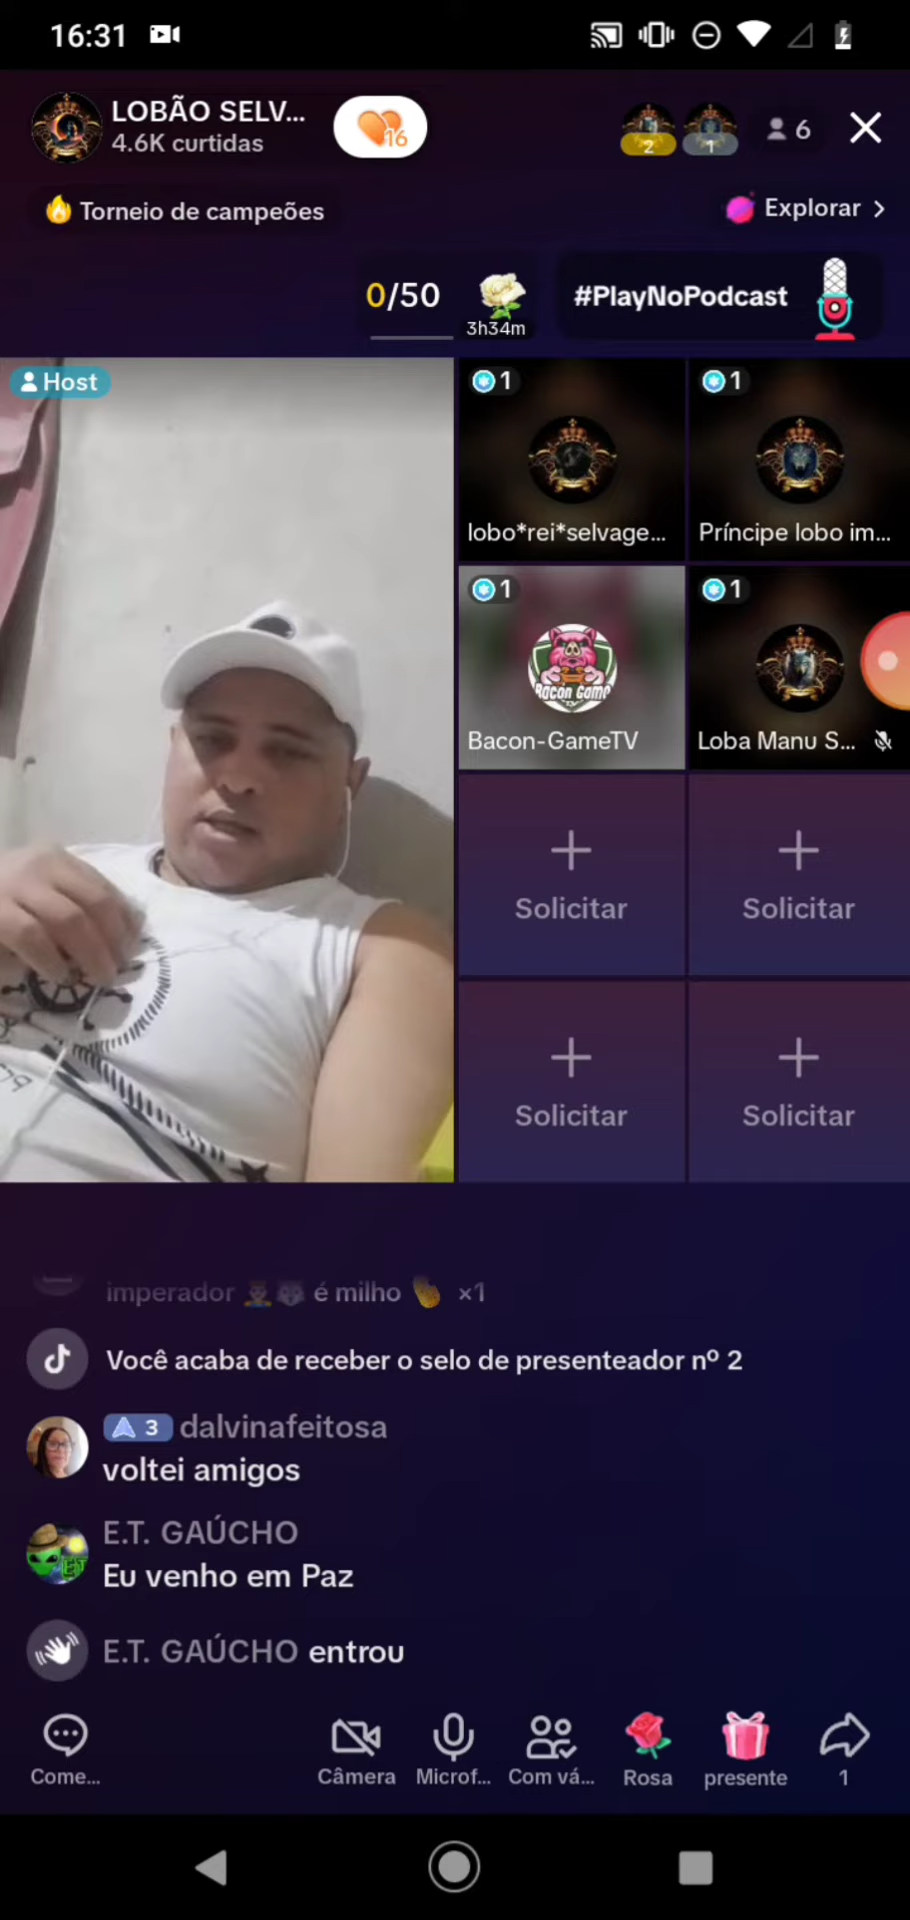 16:31
LOBÃO SELV...
4.6K curtidas
16
2
1
6
Torneio de campeões
Explorar
0/50
3h34m
#PlayNoPodcast
Host
1
lobo*rei*selvage...
1
Príncipe lobo im...
1
Bacon Game
Bacon-GameTV
1
Loba Manu S...
Solicitar
Solicitar
Solicitar
Solicitar
imperador 🤴🐺 é milho 👏 ×1
Você acaba de receber o selo de presenteador nº 2
3 dalvinafeitosa
voltei amigos
E.T. GAÚCHO
Eu venho em Paz
E.T. GAÚCHO entrou
Come...
Câmera
Microf...
Com vá...
Rosa
presente
1